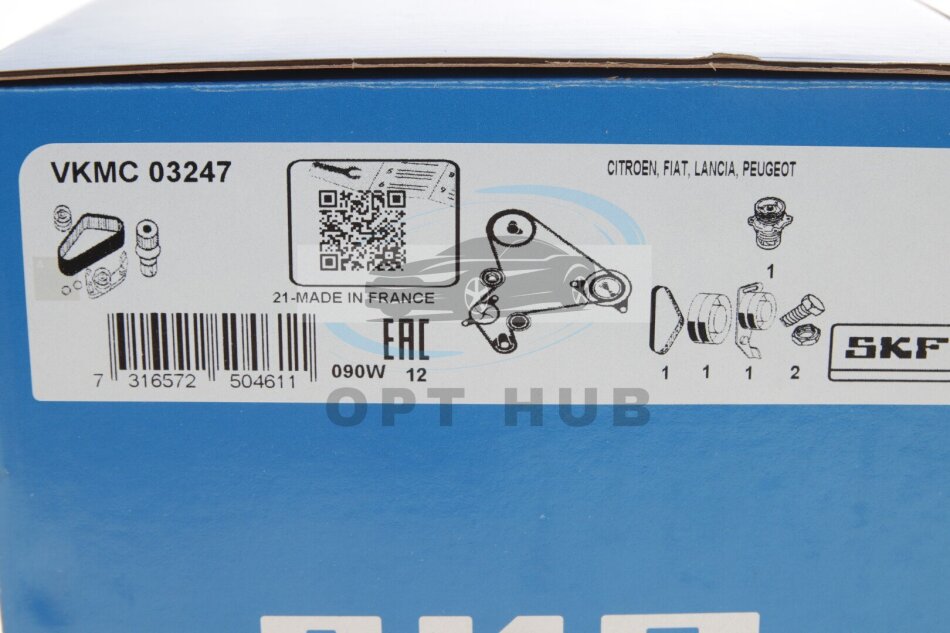 VKMC 03247
CITROEN, FIAT, LANCIA, PEUGEOT
1
21-MADE IN FRANCE
SKF
7 316572 504611
EAC
090W 12
1 1 1 2
OPT HUB
SKF